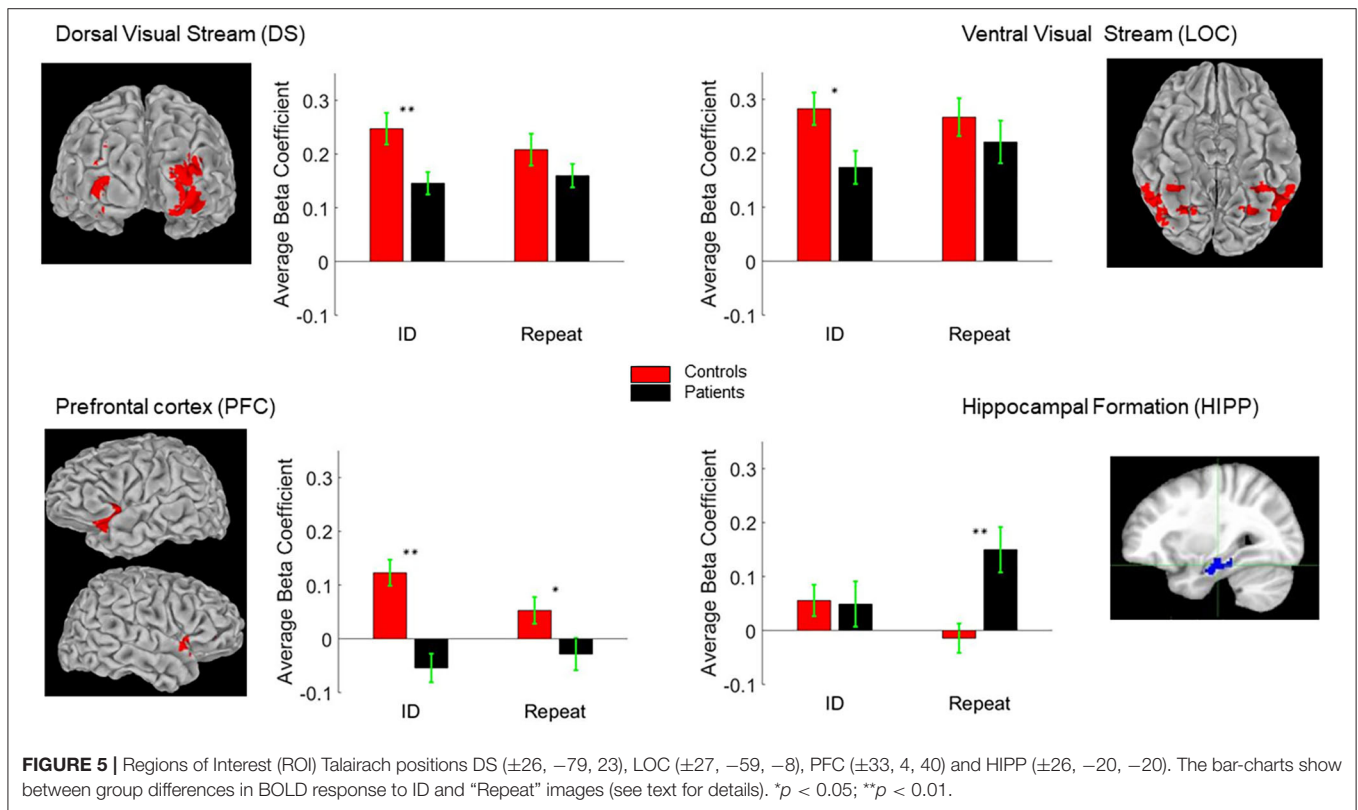 Dorsal Visual Stream (DS)
Average Beta Coefficient
0.3
0.2
0.1
0
-0.1
**
ID
Repeat
Ventral Visual Stream (LOC)
Average Beta Coefficient
0.3
0.2
0.1
0
-0.1
*
ID
Repeat
Controls
Patients
Prefrontal cortex (PFC)
Average Beta Coefficient
0.3
0.2
0.1
0
-0.1
**
*
ID
Repeat
Hippocampal Formation (HIPP)
Average Beta Coefficient
0.3
0.2
0.1
0
-0.1
**
ID
Repeat
FIGURE 5 | Regions of Interest (ROI) Talairach positions DS (±26, −79, 23), LOC (±27, −59, −8), PFC (±33, 4, 40) and HIPP (±26, −20, −20). The bar-charts show
between group differences in BOLD response to ID and “Repeat” images (see text for details). *p < 0.05; **p < 0.01.